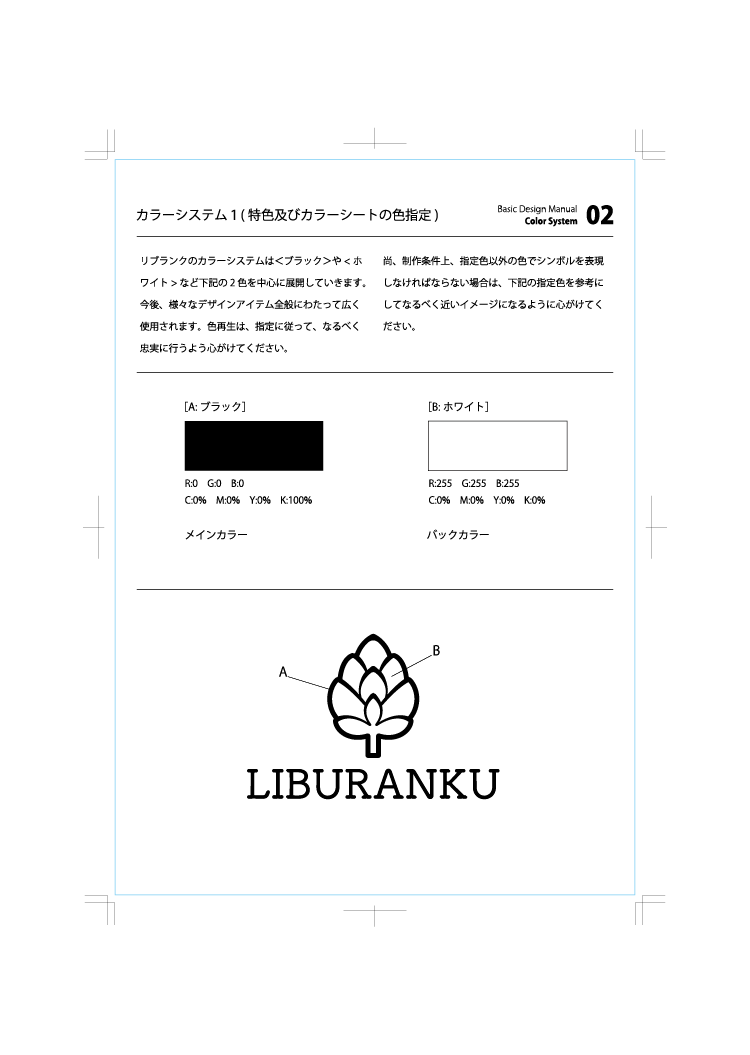 カラーシステム1(特色及びカラーシートの色指定)
Basic Design Manual
Color System
02
リブランクのカラーシステムは<ブラック>や<ホ
ワイト>など下記の2色を中心に展開していきます。
今後、様々なデザインアイテム全般にわたって広く
使用されます。色再生は、指定に従って、なるべく
忠実に行うよう心がけてください。
尚、制作条件上、指定色以外の色でシンボルを表現
しなければならない場合は、下記の指定色を参考に
してなるべく近いイメージになるように心がけてく
ださい。
[A:ブラック]
R:0 G:0 B:0
C:0% M:0% Y:0% K:100%
メインカラー
[B:ホワイト]
R:255 G:255 B:255
C:0% M:0% Y:0% K:0%
バックカラー
A
B
LIBURANKU